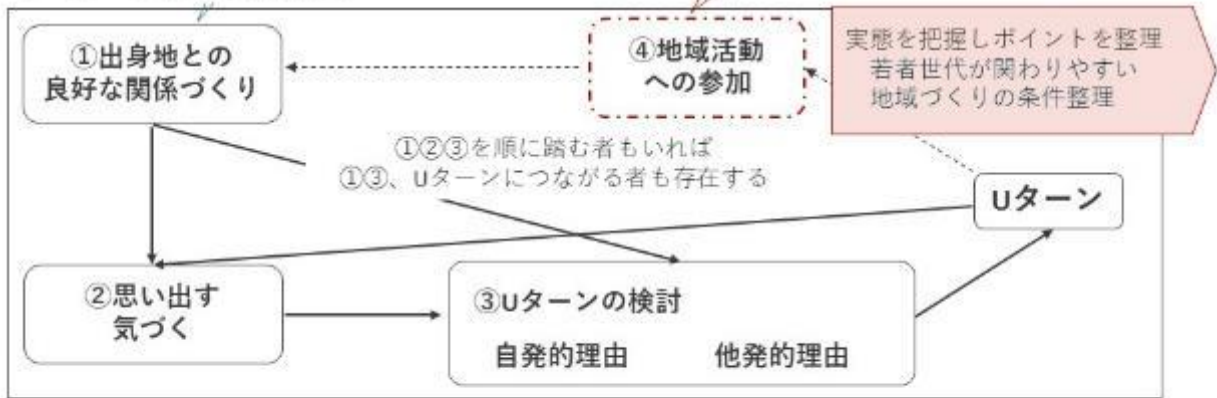 ①出身地との
良好な関係づくり
④地域活動
への参加
実態を把握しポイントを整理
若者世代が関わりやすい
地域づくりの条件整理
①②③を順に踏む者もいれば
①③、Uターンにつながる者も存在する
Uターン
②思い出す
気づく
③Uターンの検討
自発的理由 他発的理由